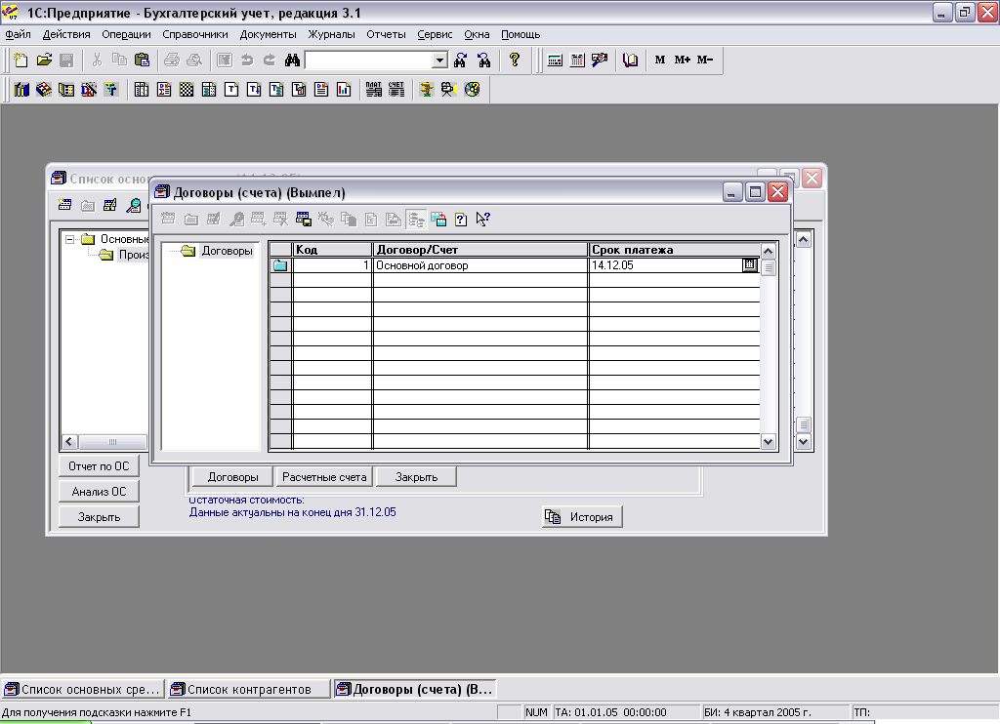 1С:Предприятие - Бухгалтерский учет, редакция 3.1
Файл Действия Операции Справочники Документы Журналы Отчеты Сервис Окна Помощь
M M+ M-
ПЛАТ СЧЕТ
Список осно
Договоры (счета) (Вымпел)
Основные
Произ
Договоры
Код Договор/Счет Срок платежа
1 Основной договор 14.12.05
Отчет по ОС
Анализ ОС
Закрыть
Договоры Расчетные счета Закрыть
Остаточная стоимость:
Данные актуальны на конец дня 31.12.05
История
Список основных сре... Список контрагентов Договоры (счета) (В...
Для получения подсказки нажмите F1 NUM TA: 01.01.05 00:00:00 БИ: 4 квартал 2005 г. ТП: